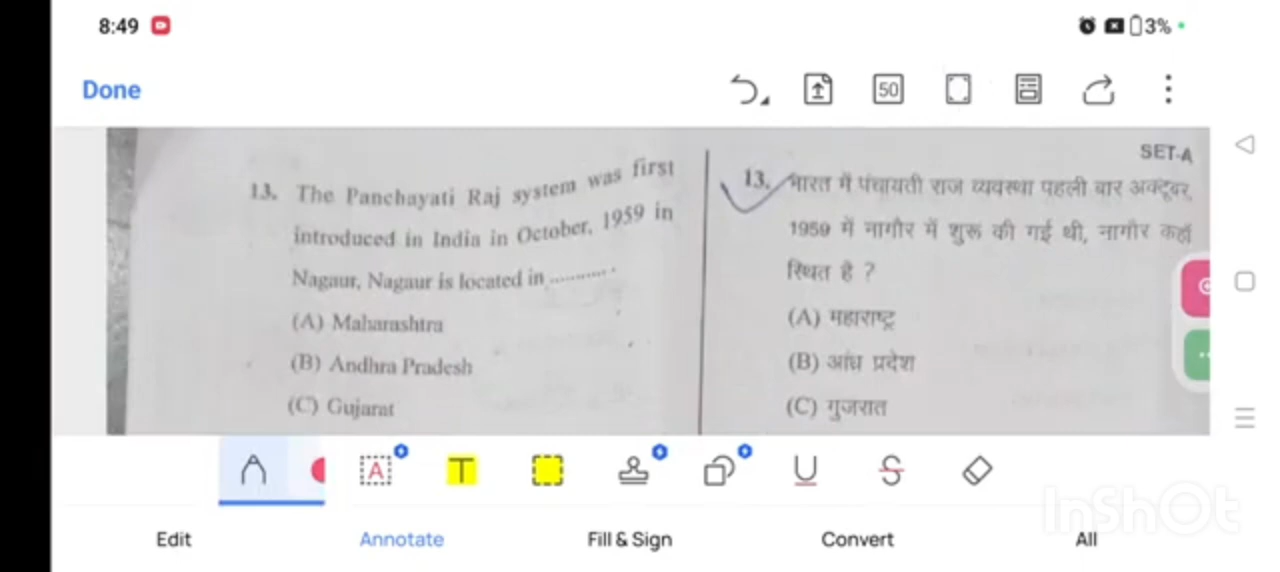 8:49
3%
Done
50
SET-A
13. The Panchayati Raj system was first
introduced in India in October, 1959 in
Nagaur, Nagaur is located in ...........
(A) Maharashtra
(B) Andhra Pradesh
(C) Gujarat
13. भारत में पंचायती राज व्यवस्था पहली बार अक्टूबर,
1959 में नागौर में शुरू की गई थी, नागौर कहाँ
स्थित है ?
(A) महाराष्ट्र
(B) आंध्र प्रदेश
(C) गुजरात
A T U S
InShOt
Edit Annotate Fill & Sign Convert All